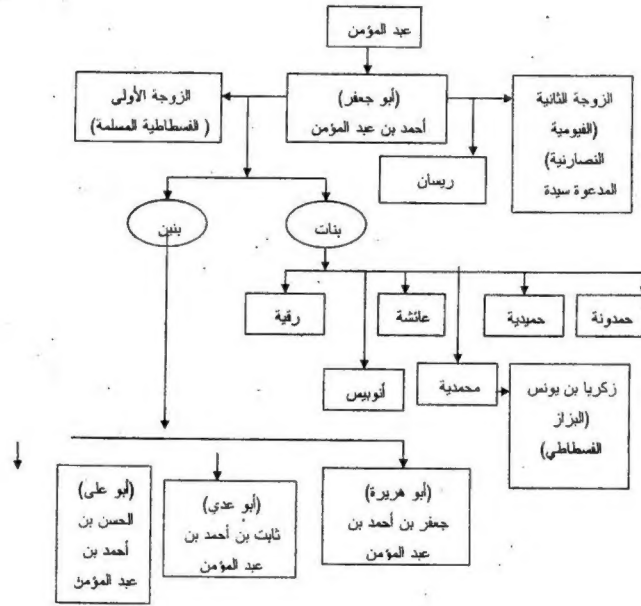 عبد المؤمن
الزوجة الأولى
(الفسطاطية المسلمة)
(أبو جعفر)
أحمد بن عبد المؤمن
الزوجة الثانية
(الفيومية
النصارنية)
المدعوة سيدة
ريسان
بنين
بنات
رقية
عائشة
حميدية
حمدونة
أنوبيس
محمدية
زكريا بن يونس
(البزاز
الفسطاطي)
(أبو هريرة)
جعفر بن أحمد بن
عبد المؤمن
(أبو عدي)
ثابت بن أحمد بن
عبد المؤمن
(أبو على)
الحسن بن
أحمد بن
عبد المؤمن